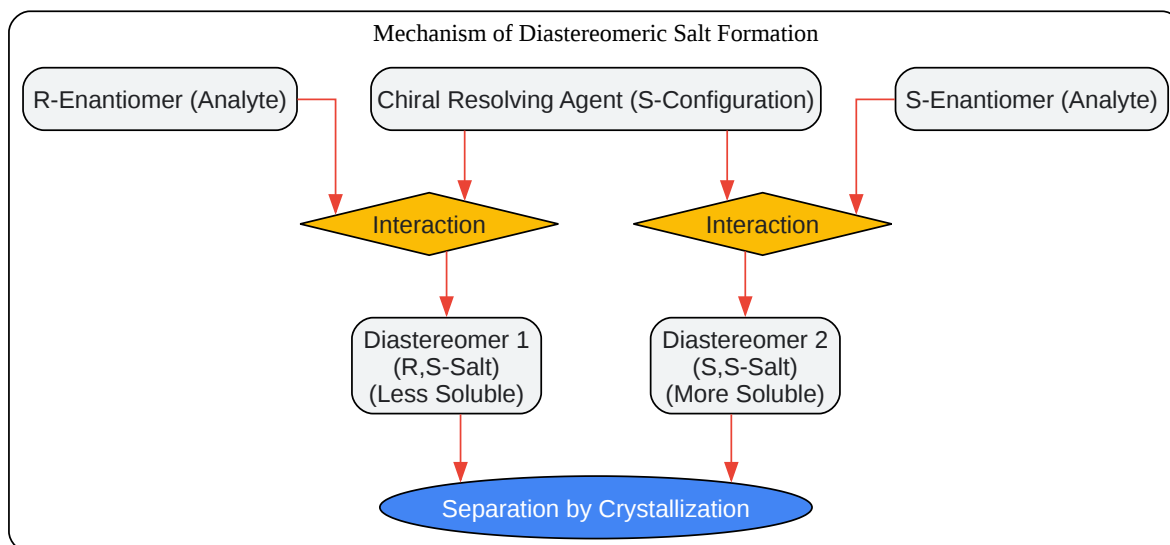 Mechanism of Diastereomeric Salt Formation
R-Enantiomer (Analyte)
Chiral Resolving Agent (S-Configuration)
S-Enantiomer (Analyte)
Interaction
Interaction
Diastereomer 1
(R,S-Salt)
(Less Soluble)
Diastereomer 2
(S,S-Salt)
(More Soluble)
Separation by Crystallization